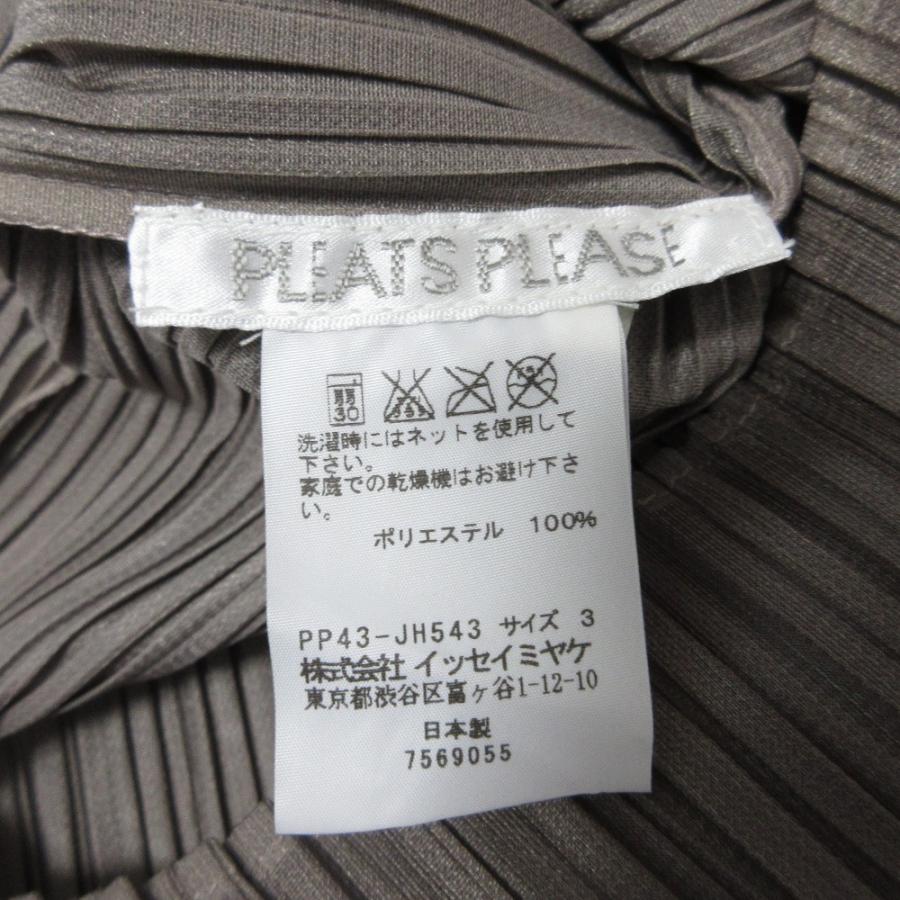 PLEATS PLEASE
弱
30
洗濯時にはネットを使用して
下さい。
家庭での乾燥機はお避け下さ
い。
ポリエステル 100%
PP43-JH543 サイズ 3
株式会社 イッセイミヤケ
東京都渋谷区富ヶ谷1-12-10
日本製
7569055